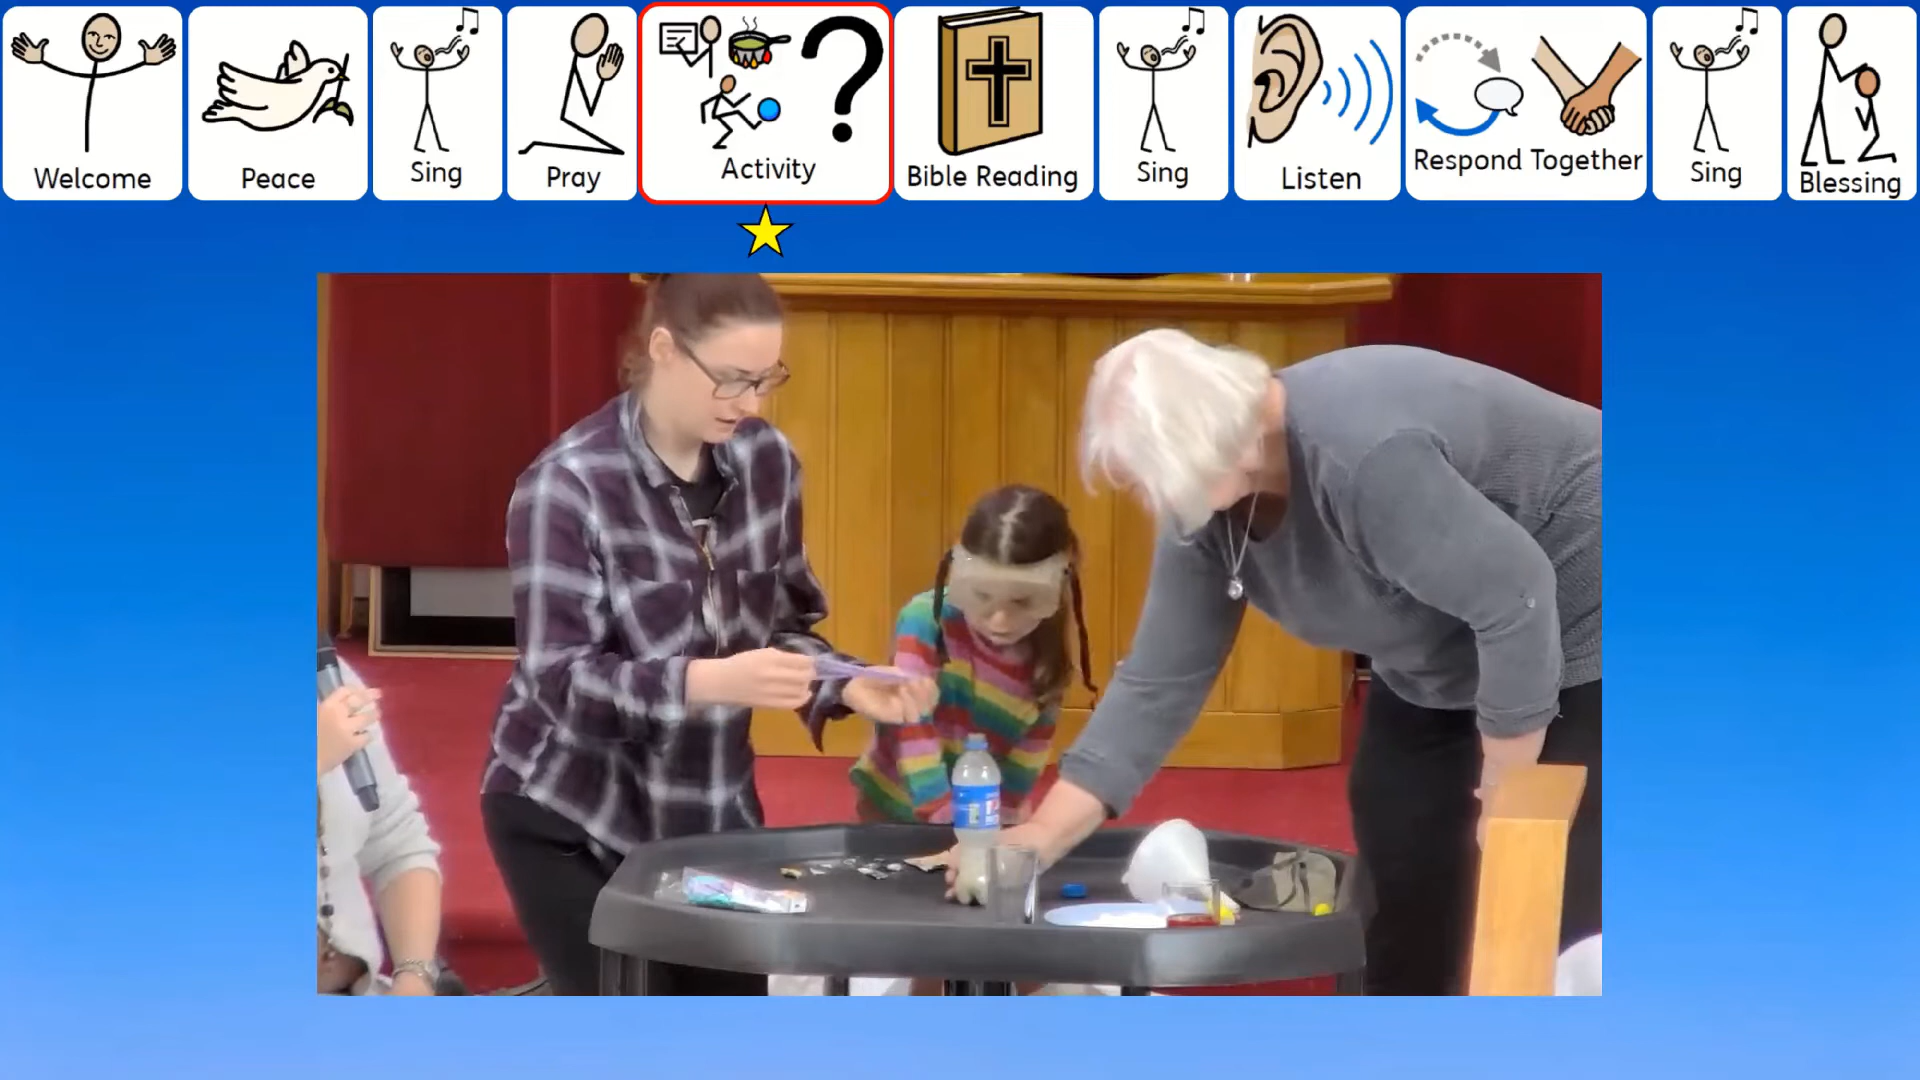 Welcome
Peace
Sing
Pray
Activity
Bible Reading
Sing
Listen
Respond Together
Sing
Blessing